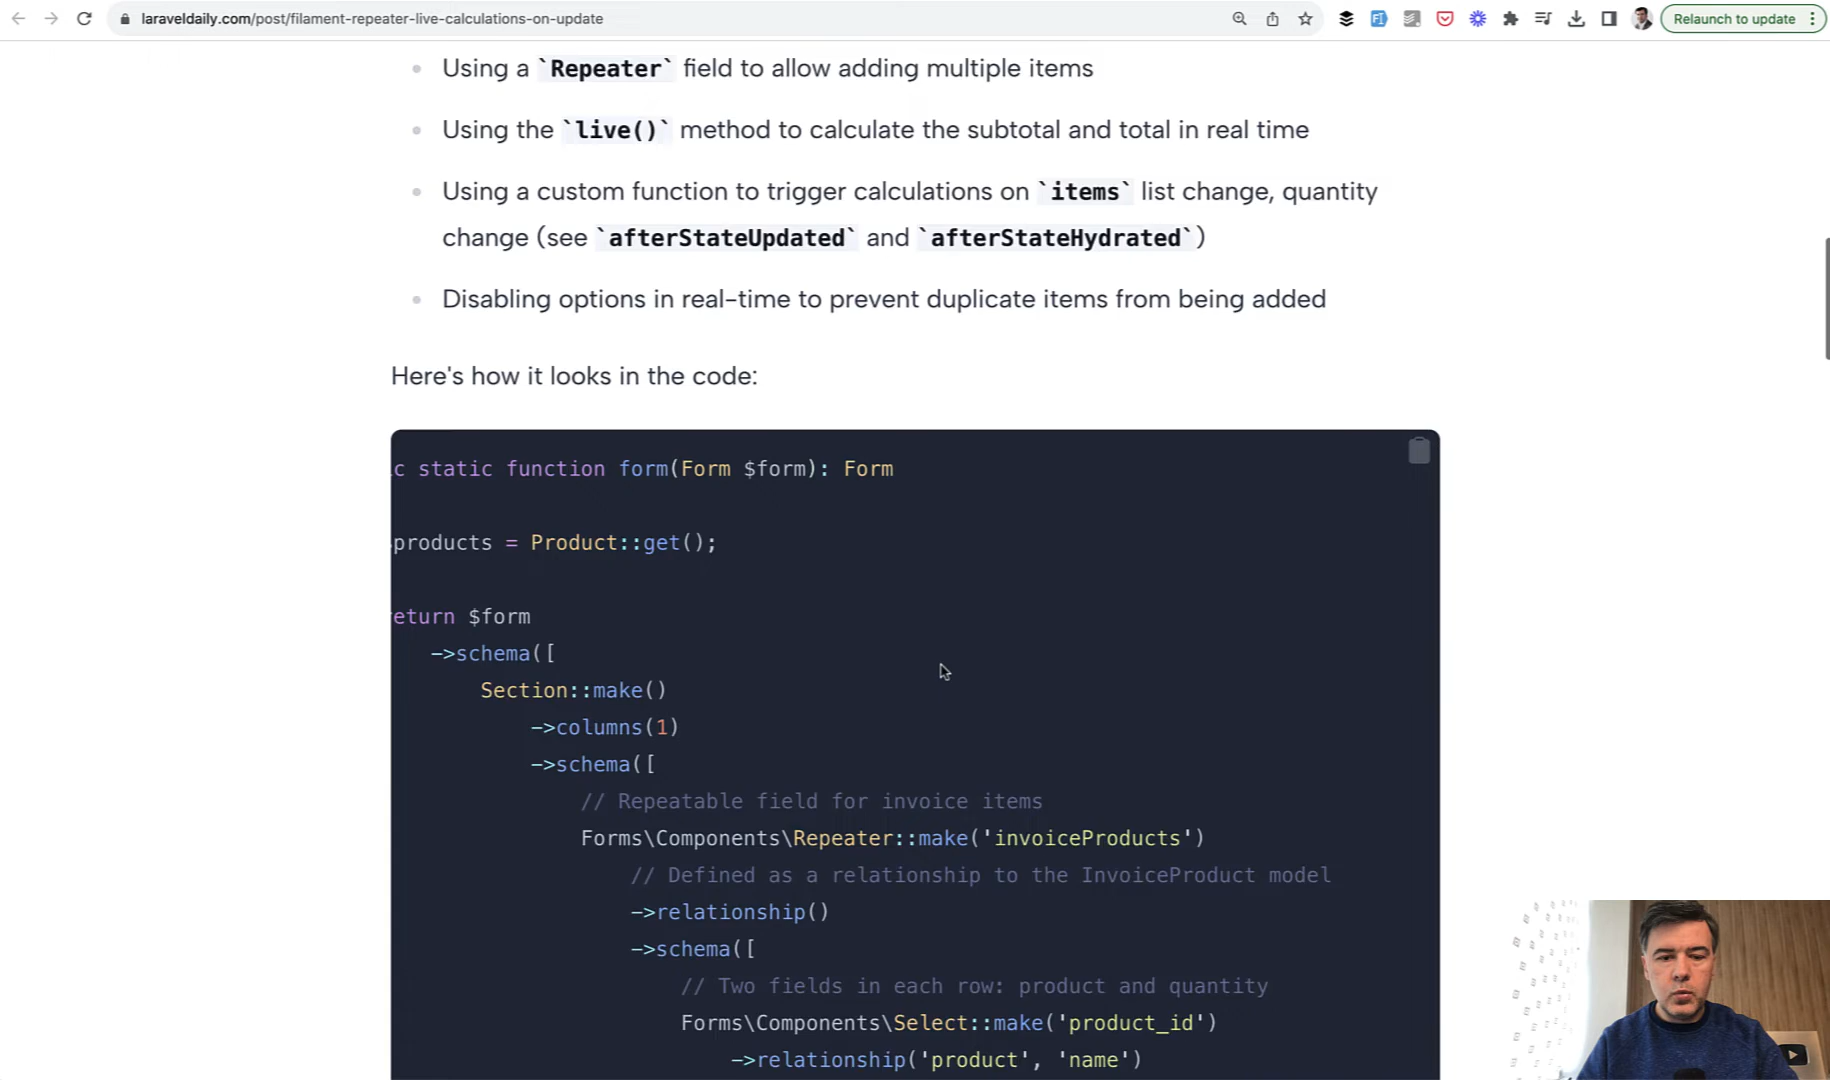 laraveldaily.com/post/filament-repeater-live-calculations-on-update
Relaunch to update
Using a `Repeater` field to allow adding multiple items
Using the `live()` method to calculate the subtotal and total in real time
Using a custom function to trigger calculations on `items` list change, quantity
change (see `afterStateUpdated` and `afterStateHydrated`)
Disabling options in real-time to prevent duplicate items from being added
Here's how it looks in the code:
c static function form(Form $form): Form
products = Product::get();
return $form
->schema([
Section::make()
->columns(1)
->schema([
// Repeatable field for invoice items
Forms\Components\Repeater::make('invoiceProducts')
// Defined as a relationship to the InvoiceProduct model
->relationship()
->schema([
// Two fields in each row: product and quantity
Forms\Components\Select::make('product_id')
->relationship('product', 'name')